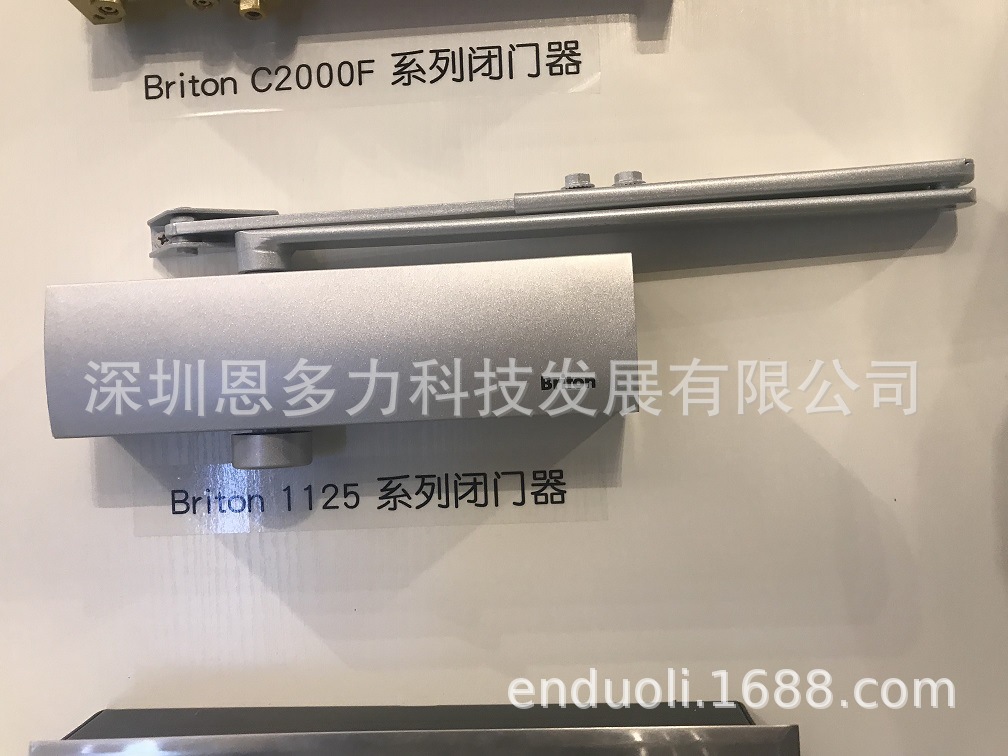 Briton C2000F 系列闭门器
Briton
深圳恩多力科技发展有限公司
Briton 1125 系列闭门器
enduoli.1688.com